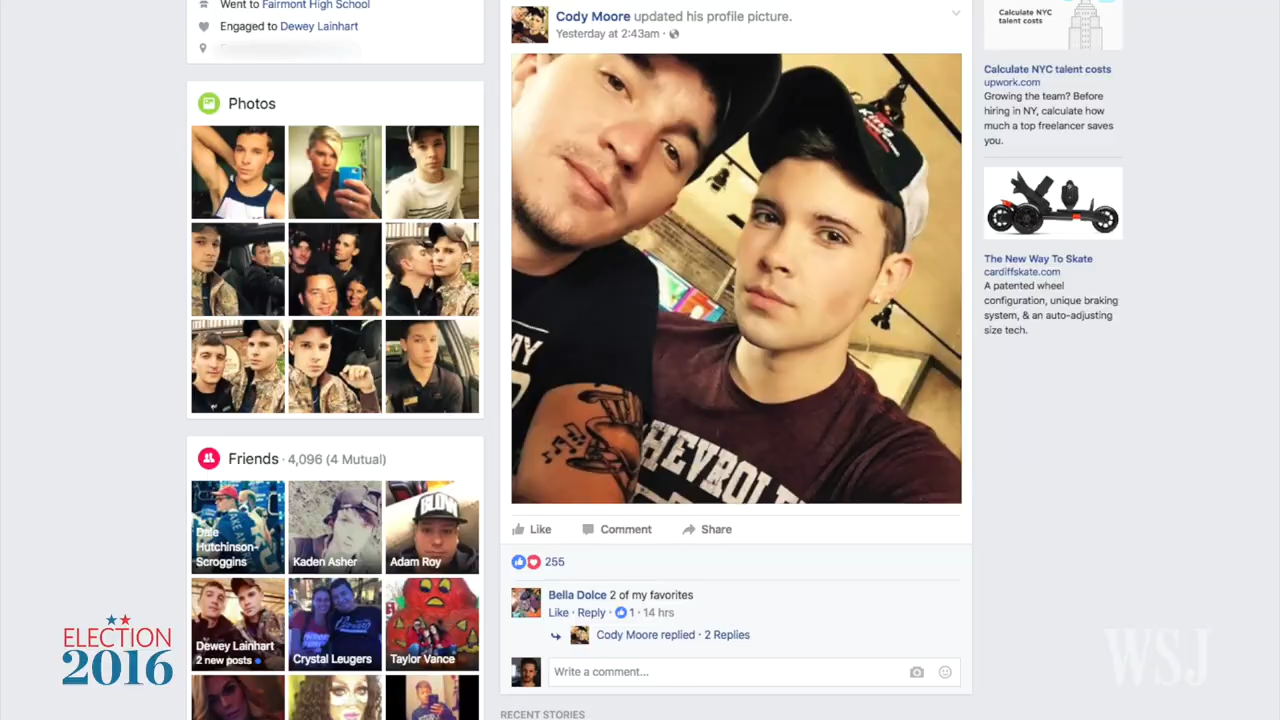 Went to Fairmont High School
Engaged to Dewey Lainhart
Photos
Friends · 4,096 (4 Mutual)
Dale
Hutchinson-
Scroggins
Kaden Asher
Adam Roy
GLOW
Dewey Lainhart
2 new posts
Crystal Leugers
Taylor Vance
Cody Moore updated his profile picture.
Yesterday at 2:43am ·
King
CHEVROLE
Like
Comment
Share
255
Bella Dolce 2 of my favorites
Like · Reply · 1 · 14 hrs
Cody Moore replied · 2 Replies
Write a comment...
RECENT STORIES
Calculate NYC
talent costs
Calculate NYC talent costs
upwork.com
Growing the team? Before
hiring in NY, calculate how
much a top freelancer saves
you.
The New Way To Skate
cardiffskate.com
A patented wheel
configuration, unique braking
system, & an auto-adjusting
size tech.
ELECTION
2016
WSJ